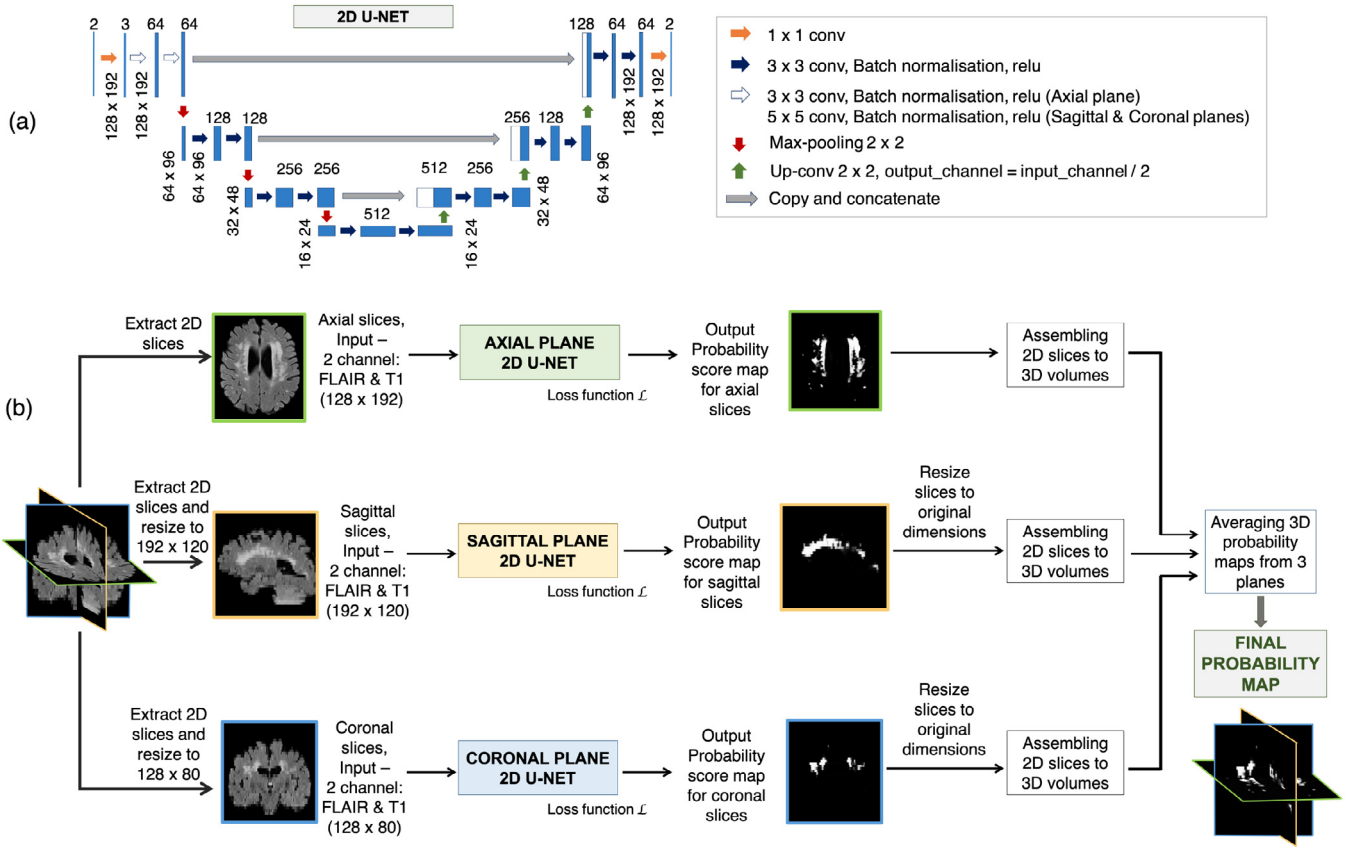 2D U-NET
(a)
2
3
64
64
128
64
64
2
128 x 192
128 x 192
128 x 192
128 x 192
128
128
256
128
64 x 96
64 x 96
64 x 96
256
256
512
256
32 x 48
32 x 48
512
16 x 24
16 x 24
1 x 1 conv
3 x 3 conv, Batch normalisation, relu
3 x 3 conv, Batch normalisation, relu (Axial plane)
5 x 5 conv, Batch normalisation, relu (Sagittal & Coronal planes)
Max-pooling 2 x 2
Up-conv 2 x 2, output_channel = input_channel / 2
Copy and concatenate
(b)
Extract 2D
slices
Axial slices,
Input –
2 channel:
FLAIR & T1
(128 x 192)
AXIAL PLANE
2D U-NET
Loss function ℒ
Output
Probability
score map
for axial
slices
Assembling
2D slices to
3D volumes
Extract 2D
slices and
resize to
192 x 120
Sagittal
slices,
Input –
2 channel:
FLAIR & T1
(192 x 120)
SAGITTAL PLANE
2D U-NET
Loss function ℒ
Output
Probability
score map
for sagittal
slices
Resize
slices to
original
dimensions
Assembling
2D slices to
3D volumes
Averaging 3D
probability
maps from 3
planes
FINAL
PROBABILITY
MAP
Extract 2D
slices and
resize to
128 x 80
Coronal
slices,
Input –
2 channel:
FLAIR & T1
(128 x 80)
CORONAL PLANE
2D U-NET
Loss function ℒ
Output
Probability
score map
for coronal
slices
Resize
slices to
original
dimensions
Assembling
2D slices to
3D volumes